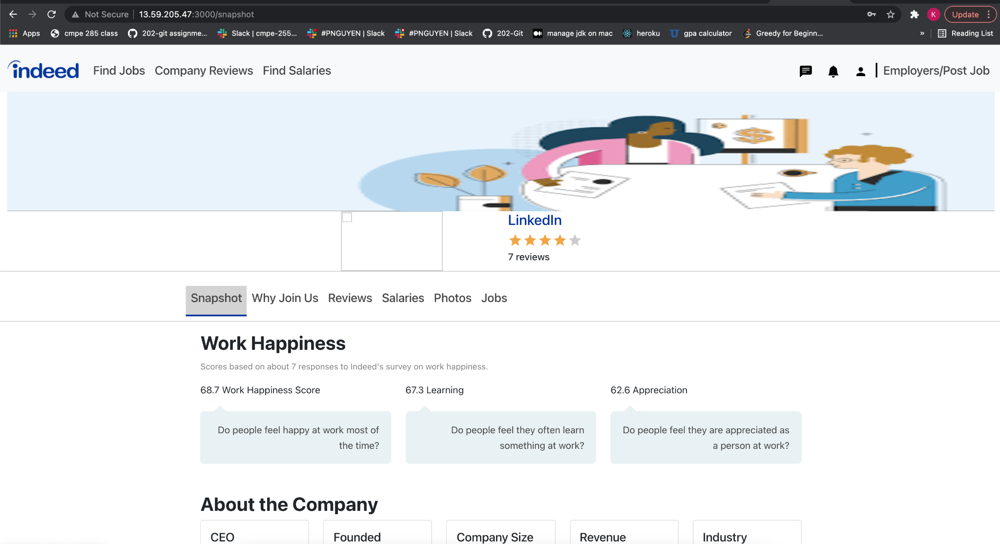 Not Secure 13.59.205.47:3000/snapshot K Update
Apps cmpe 285 class 202-git assignme... Slack | cmpe-255... #PNGUYEN | Slack #PNGUYEN | Slack 202-Git manage jdk on mac heroku gpa calculator Greedy for Beginn... » Reading List
indeed Find Jobs Company Reviews Find Salaries Employers/Post Job
LinkedIn
7 reviews
Snapshot Why Join Us Reviews Salaries Photos Jobs
Work Happiness
Scores based on about 7 responses to Indeed's survey on work happiness.
68.7 Work Happiness Score 67.3 Learning 62.6 Appreciation
Do people feel happy at work most of
the time?
Do people feel they often learn
something at work?
Do people feel they are appreciated as
a person at work?
About the Company
CEO Founded Company Size Revenue Industry